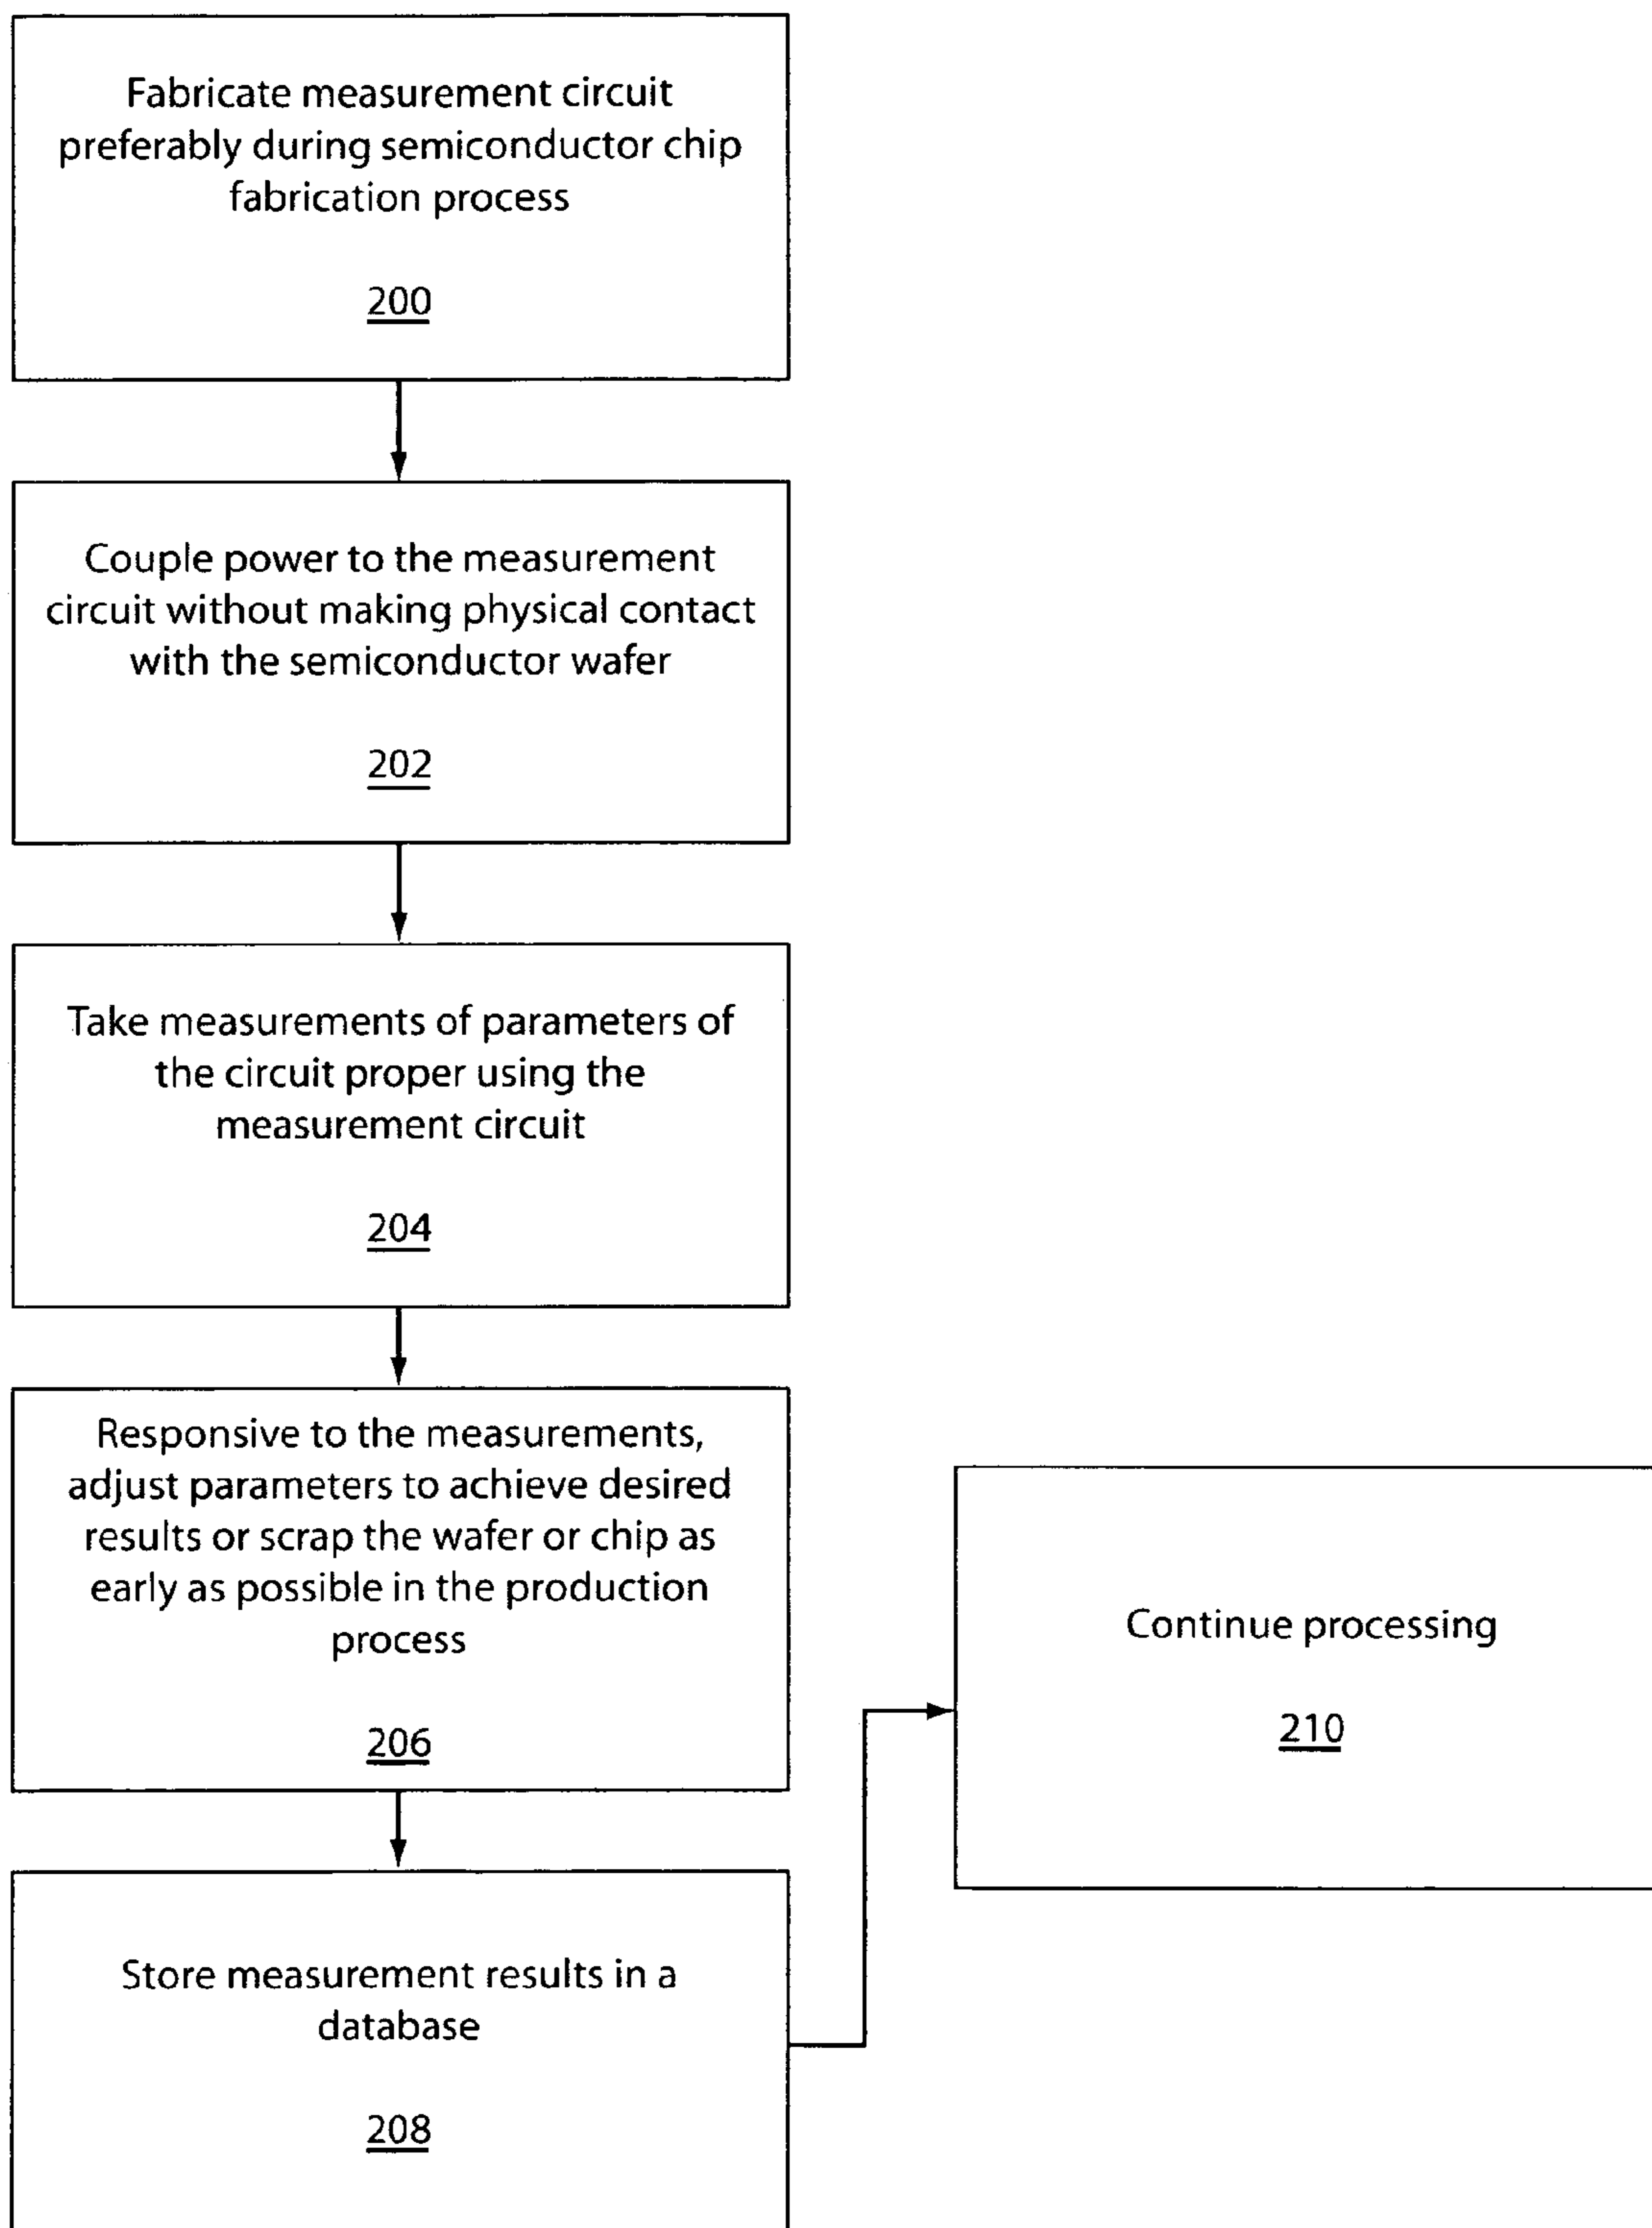 Fabricate measurement circuit
preferably during semiconductor chip
fabrication process
200
Couple power to the measurement
circuit without making physical contact
with the semiconductor wafer
202
Take measurements of parameters of
the circuit proper using the
measurement circuit
204
Responsive to the measurements,
adjust parameters to achieve desired
results or scrap the wafer or chip as
early as possible in the production
process
206
Store measurement results in a
database
208
Continue processing
210